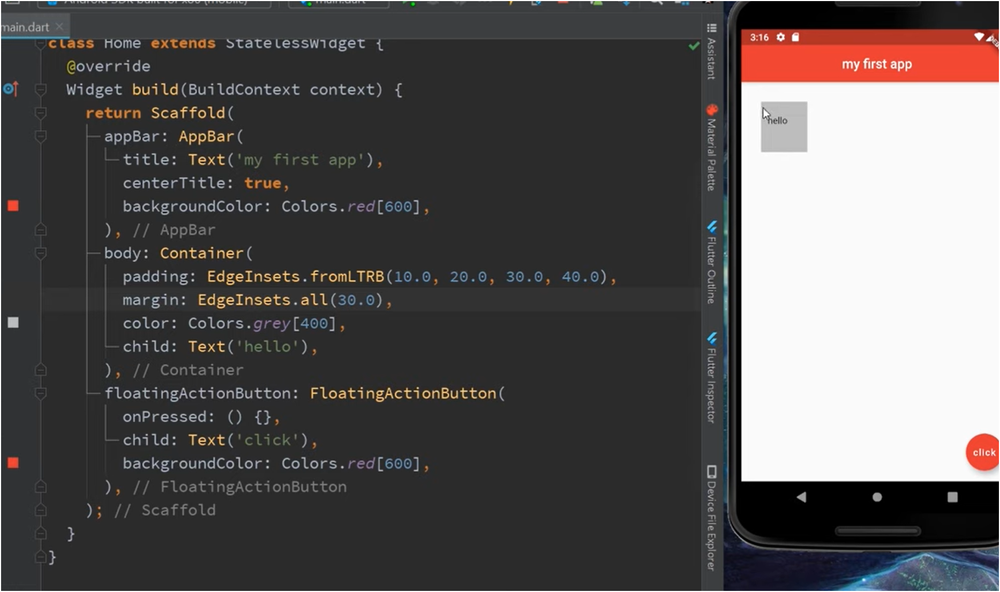 main.dart
main.dart
class Home extends StatelessWidget {
@override
Widget build(BuildContext context) {
return Scaffold(
appBar: AppBar(
title: Text('my first app'),
centerTitle: true,
backgroundColor: Colors.red[600],
), // AppBar
body: Container(
padding: EdgeInsets.fromLTRB(10.0, 20.0, 30.0, 40.0),
margin: EdgeInsets.all(30.0),
color: Colors.grey[400],
child: Text('hello'),
), // Container
floatingActionButton: FloatingActionButton(
onPressed: () {},
child: Text('click'),
backgroundColor: Colors.red[600],
), // FloatingActionButton
); // Scaffold
}
}
Assistant
Material Palette
Flutter Outline
Flutter Inspector
Device File Explorer
3:16
my first app
hello
click